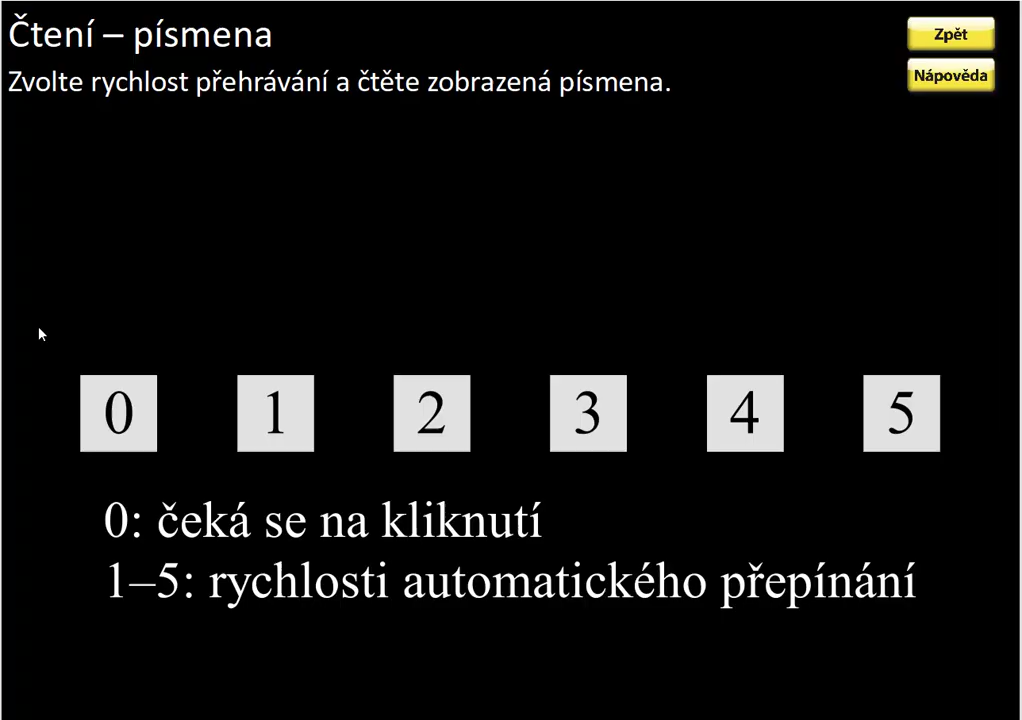 Čtení – písmena
Zpět
Zvolte rychlost přehrávání a čtěte zobrazená písmena.
Nápověda
0 1 2 3 4 5
0: čeká se na kliknutí
1–5: rychlosti automatického přepínání